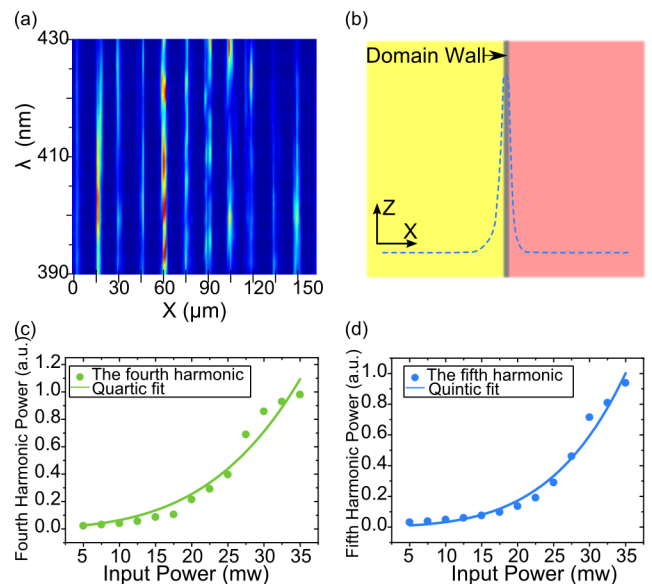 (a)
430
410
390
λ (nm)
0 30 60 90 120 150
X (µm)
(b)
Domain Wall
Z
X
(c)
1.2
1.0
0.8
0.6
0.4
0.2
0.0
Fourth Harmonic Power (a.u.)
The fourth harmonic
Quartic fit
5 10 15 20 25 30 35
Input Power (mw)
(d)
1.0
0.8
0.6
0.4
0.2
0.0
Fifth Harmonic Power (a.u.)
The fifth harmonic
Quintic fit
5 10 15 20 25 30 35
Input Power (mw)